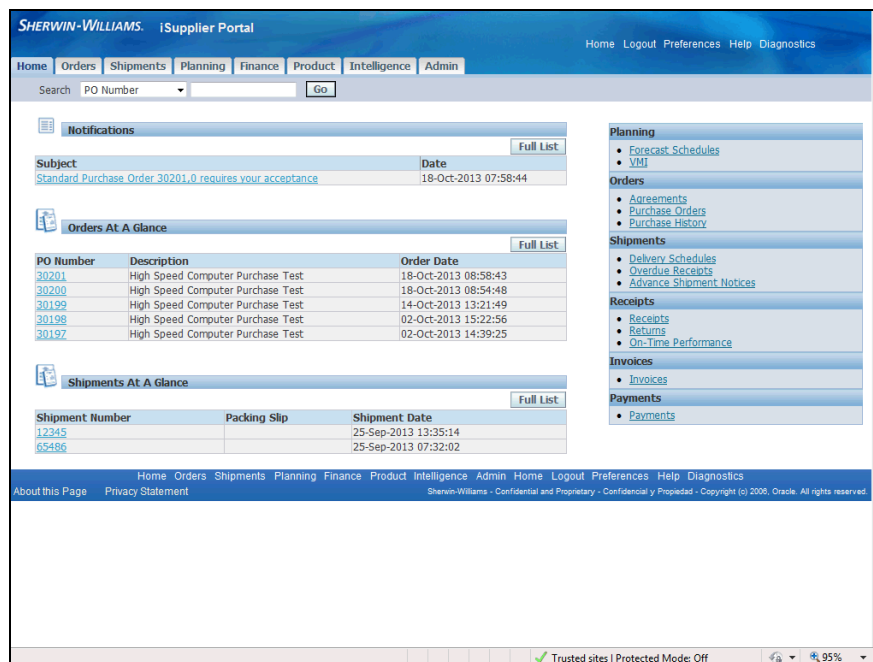 SHERWIN-WILLIAMS. iSupplier Portal
Home Logout Preferences Help Diagnostics
Home Orders Shipments Planning Finance Product Intelligence Admin
Search PO Number Go
Notifications
Full List
Subject Date
Standard Purchase Order 30201,0 requires your acceptance 18-Oct-2013 07:58:44
Orders At A Glance
Full List
PO Number Description Order Date
30201 High Speed Computer Purchase Test 18-Oct-2013 08:58:43
30200 High Speed Computer Purchase Test 18-Oct-2013 08:54:48
30199 High Speed Computer Purchase Test 14-Oct-2013 13:21:49
30198 High Speed Computer Purchase Test 02-Oct-2013 15:22:56
30197 High Speed Computer Purchase Test 02-Oct-2013 14:39:25
Shipments At A Glance
Full List
Shipment Number Packing Slip Shipment Date
12345 25-Sep-2013 13:35:14
65486 25-Sep-2013 07:32:02
Planning
Forecast Schedules
VMI
Orders
Agreements
Purchase Orders
Purchase History
Shipments
Delivery Schedules
Overdue Receipts
Advance Shipment Notices
Receipts
Receipts
Returns
On-Time Performance
Invoices
Invoices
Payments
Payments
Home Orders Shipments Planning Finance Product Intelligence Admin Home Logout Preferences Help Diagnostics
About this Page Privacy Statement Sherwin-Williams - Confidential and Proprietary - Confidencial y Propiedad - Copyright (c) 2006, Oracle. All rights reserved.
Trusted sites | Protected Mode: Off 95%